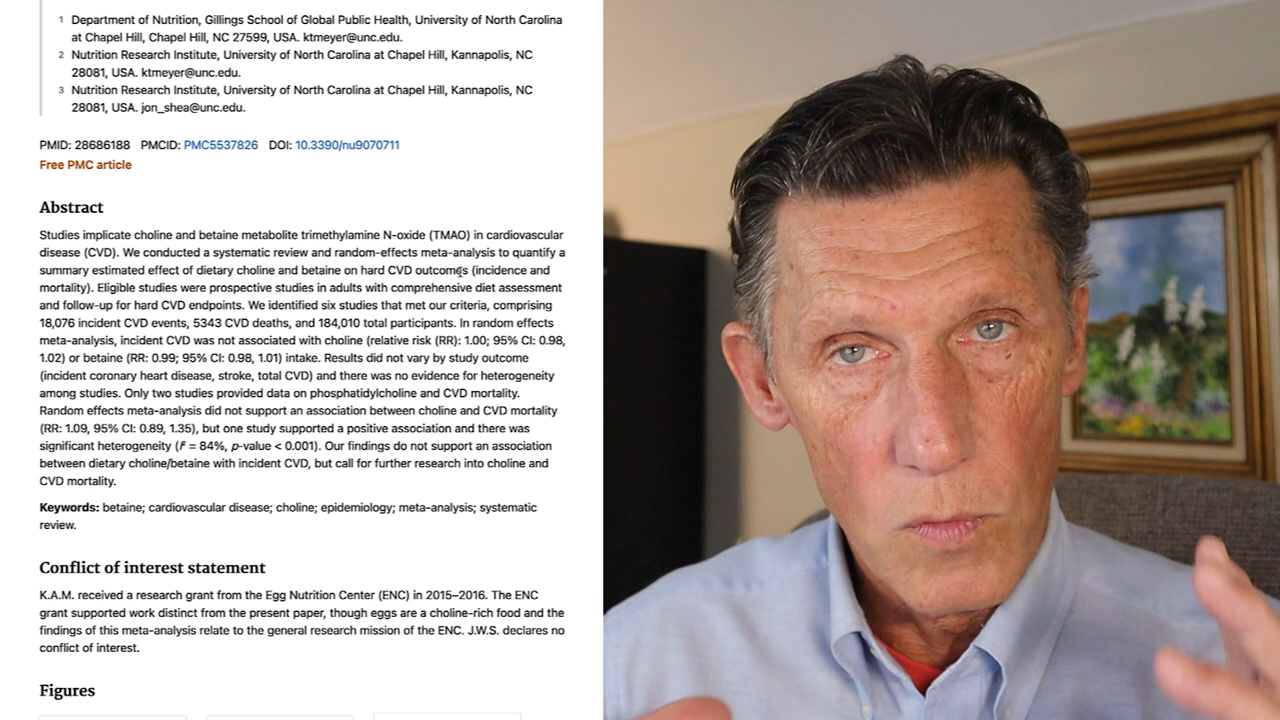 1 Department of Nutrition, Gillings School of Global Public Health, University of North Carolina
at Chapel Hill, Chapel Hill, NC 27599, USA. ktmeyer@unc.edu.
2 Nutrition Research Institute, University of North Carolina at Chapel Hill, Kannapolis, NC
28081, USA. ktmeyer@unc.edu.
3 Nutrition Research Institute, University of North Carolina at Chapel Hill, Kannapolis, NC
28081, USA. jon_shea@unc.edu.
PMID: 28686188 PMCID: PMC5537826 DOI: 10.3390/nu9070711
Free PMC article
Abstract
Studies implicate choline and betaine metabolite trimethylamine N-oxide (TMAO) in cardiovascular
disease (CVD). We conducted a systematic review and random-effects meta-analysis to quantify a
summary estimated effect of dietary choline and betaine on hard CVD outcomes (incidence and
mortality). Eligible studies were prospective studies in adults with comprehensive diet assessment
and follow-up for hard CVD endpoints. We identified six studies that met our criteria, comprising
18,076 incident CVD events, 5343 CVD deaths, and 184,010 total participants. In random effects
meta-analysis, incident CVD was not associated with choline (relative risk (RR): 1.00; 95% CI: 0.98,
1.02) or betaine (RR: 0.99; 95% CI: 0.98, 1.01) intake. Results did not vary by study outcome
(incident coronary heart disease, stroke, total CVD) and there was no evidence for heterogeneity
among studies. Only two studies provided data on phosphatidylcholine and CVD mortality.
Random effects meta-analysis did not support an association between choline and CVD mortality
(RR: 1.09, 95% CI: 0.89, 1.35), but one study supported a positive association and there was
significant heterogeneity (I² = 84%, p-value < 0.001). Our findings do not support an association
between dietary choline/betaine with incident CVD, but call for further research into choline and
CVD mortality.
Keywords: betaine; cardiovascular disease; choline; epidemiology; meta-analysis; systematic
review.
Conflict of interest statement
K.A.M. received a research grant from the Egg Nutrition Center (ENC) in 2015–2016. The ENC
grant supported work distinct from the present paper, though eggs are a choline-rich food and the
findings of this meta-analysis relate to the general research mission of the ENC. J.W.S. declares no
conflict of interest.
Figures